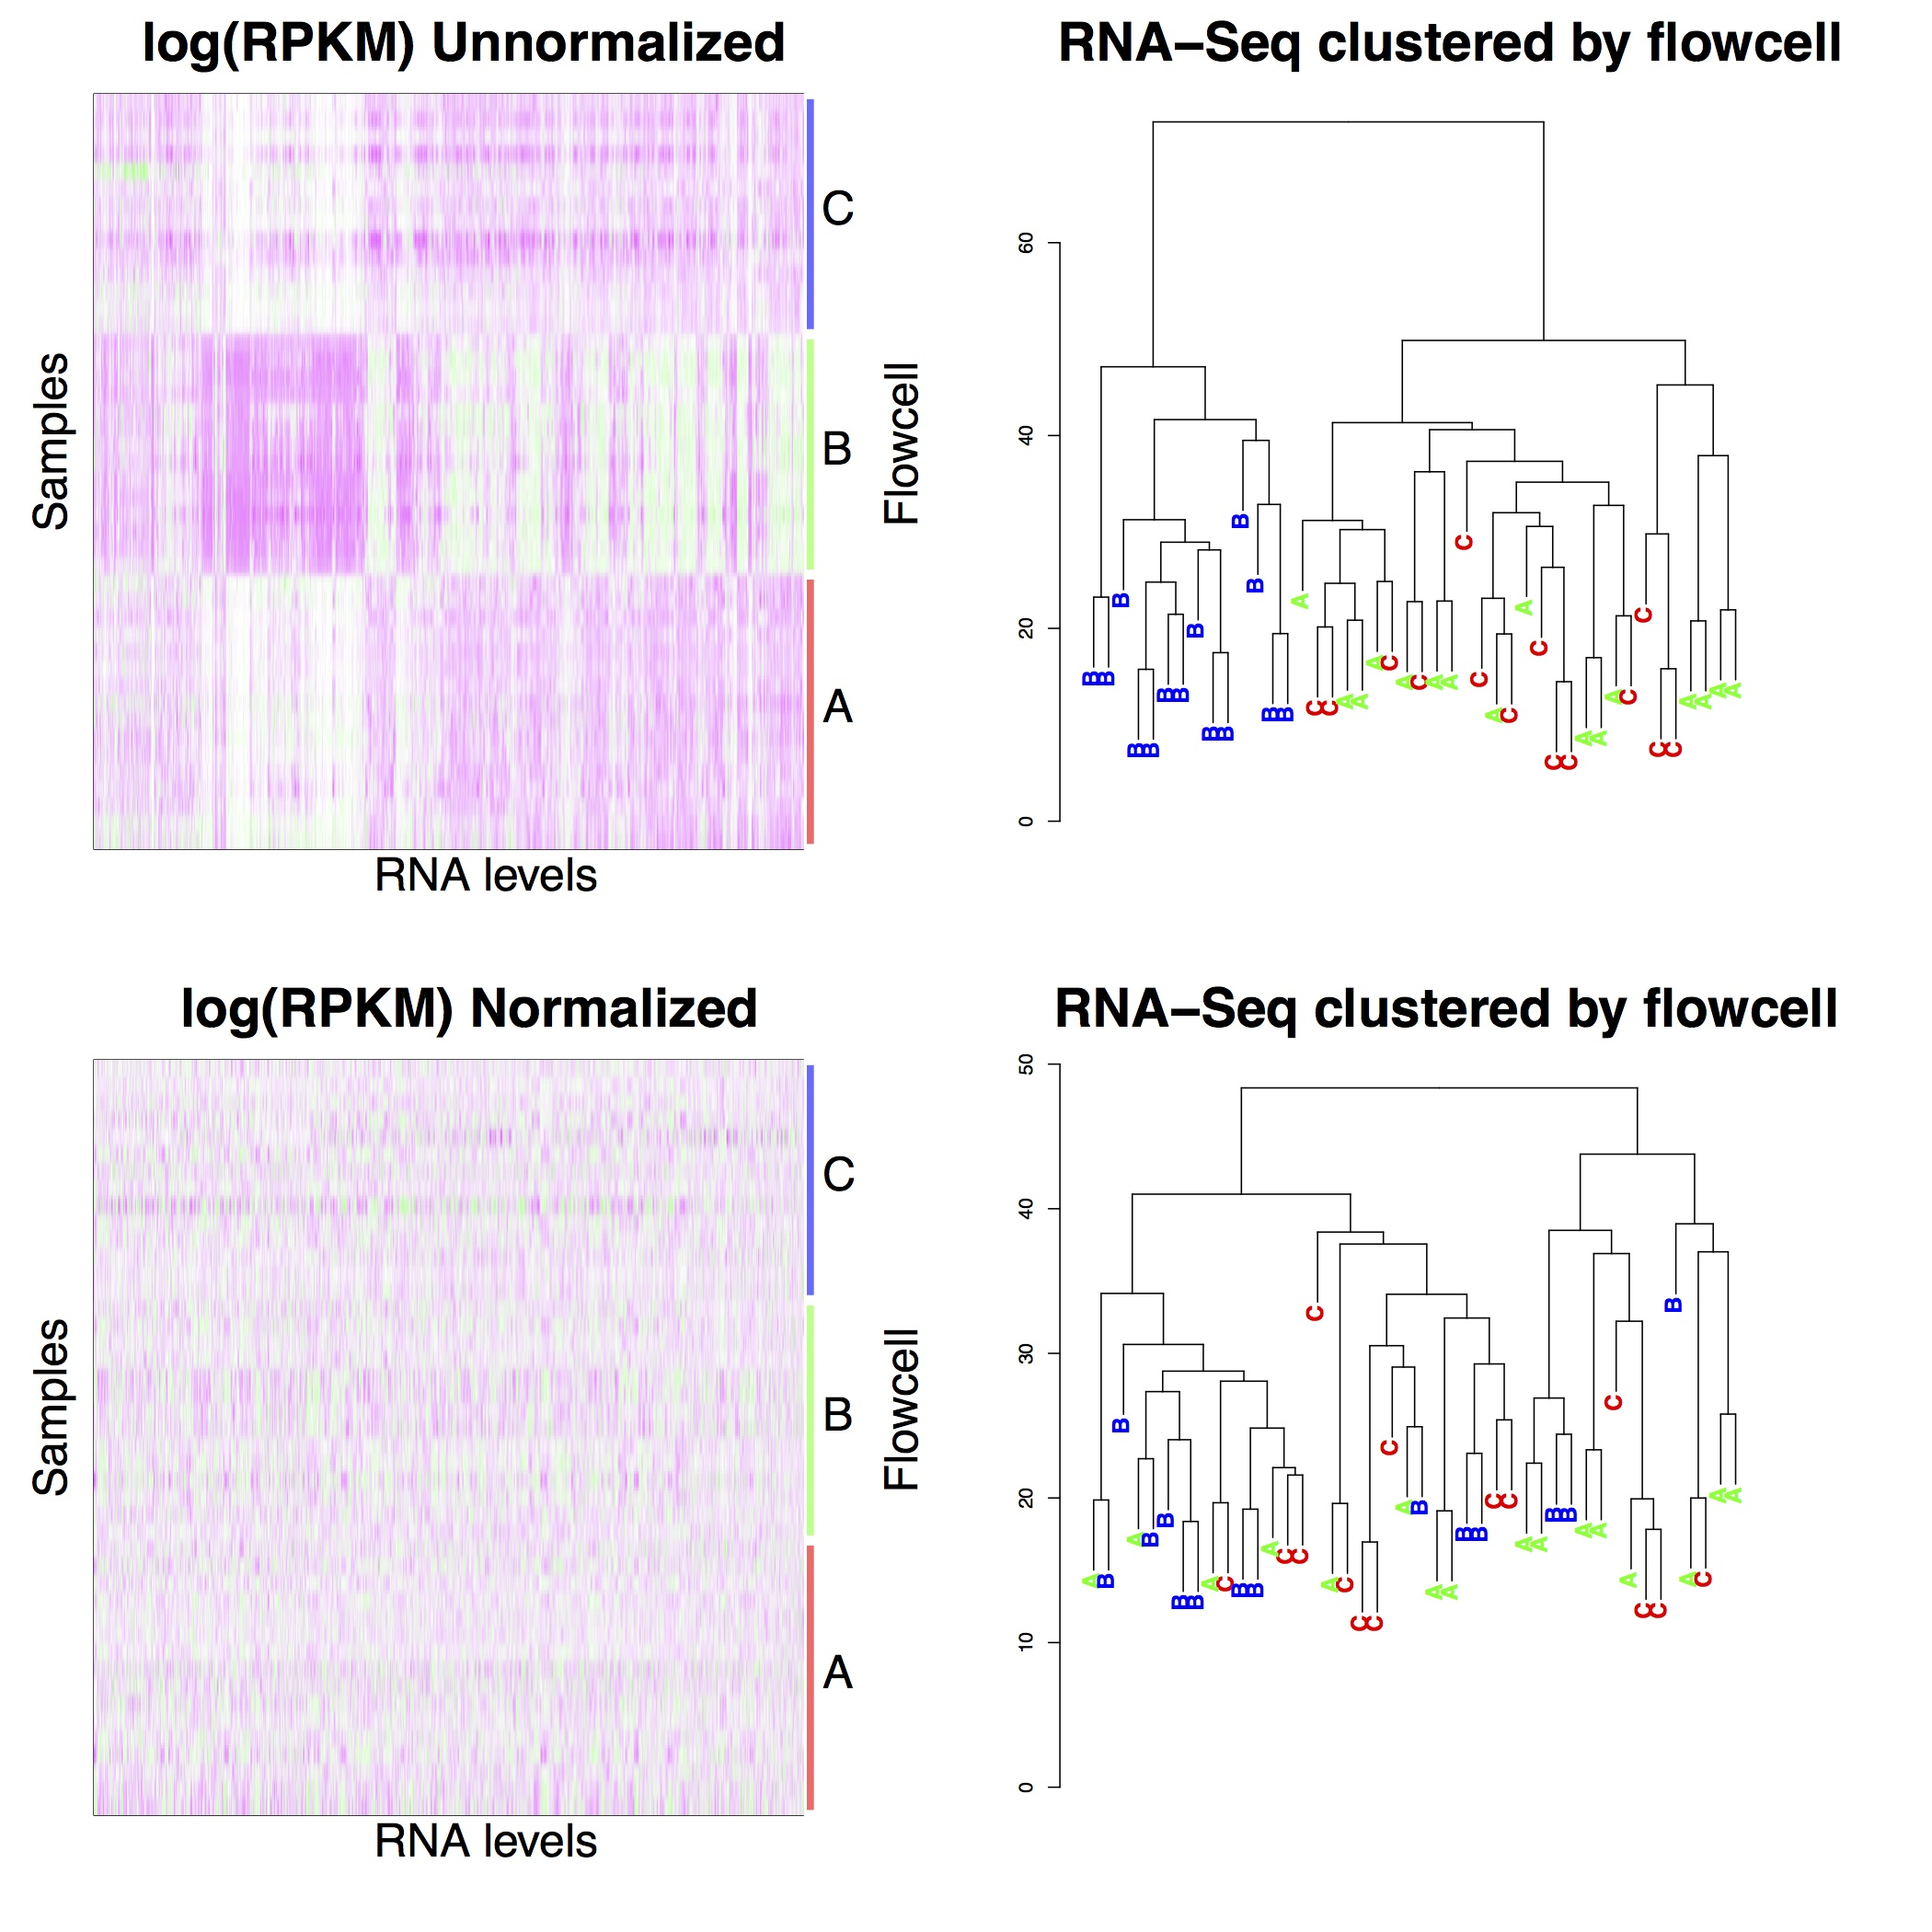 log(RPKM) Unnormalized
Samples
RNA levels
C
B
A
Flowcell
RNA–Seq clustered by flowcell
60
40
20
0
B B B B B B B B B B B B B B A C C A A A C A C A A C C A C A C C C A A A C C C C A A A A
log(RPKM) Normalized
Samples
RNA levels
C
B
A
Flowcell
RNA–Seq clustered by flowcell
50
40
30
20
10
0
A B B A B B B B A C B B A C C C A C C C C A B A A B B C C A A B B A A C A C C B A C A A